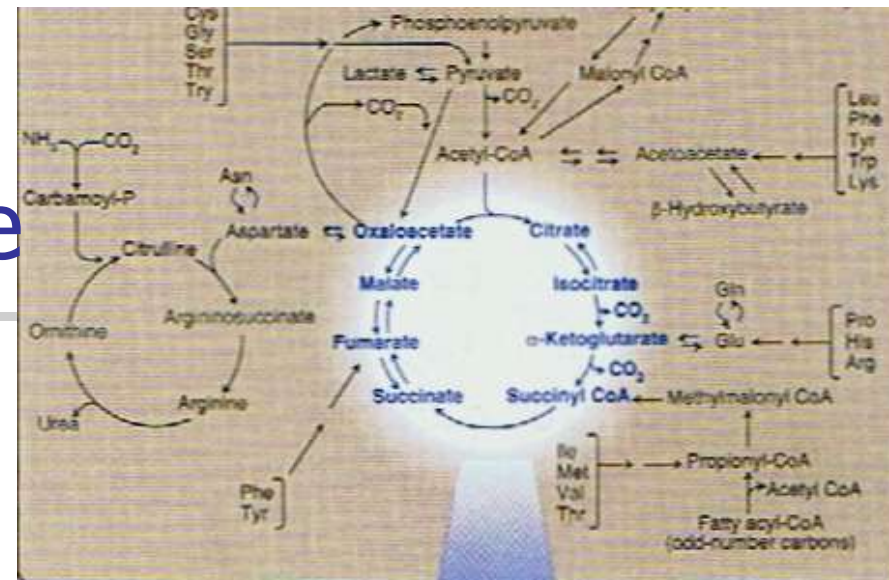 Cys
Gly
Ser
Thr
Try
Phosphoenolpyruvate
Lactate
Pyruvate
Malonyl CoA
CO2
CO2
Leu
Phe
Tyr
Trp
Lys
NH3
CO2
Acetyl-CoA
Acetoacetate
Asn
Carbamoyl-P
β-Hydroxybutyrate
e
Aspartate
Oxaloacetate
Citrate
Citrulline
Malate
Isocitrate
Gln
CO2
Ornithine
Argininosuccinate
Fumarate
α-Ketoglutarate
Glu
Pro
His
Arg
CO2
Succinate
Succinyl CoA
Methylmalonyl CoA
Arginine
Urea
Ile
Met
Val
Thr
Propionyl-CoA
Phe
Tyr
Acetyl CoA
Fatty acyl-CoA
(odd-number carbons)